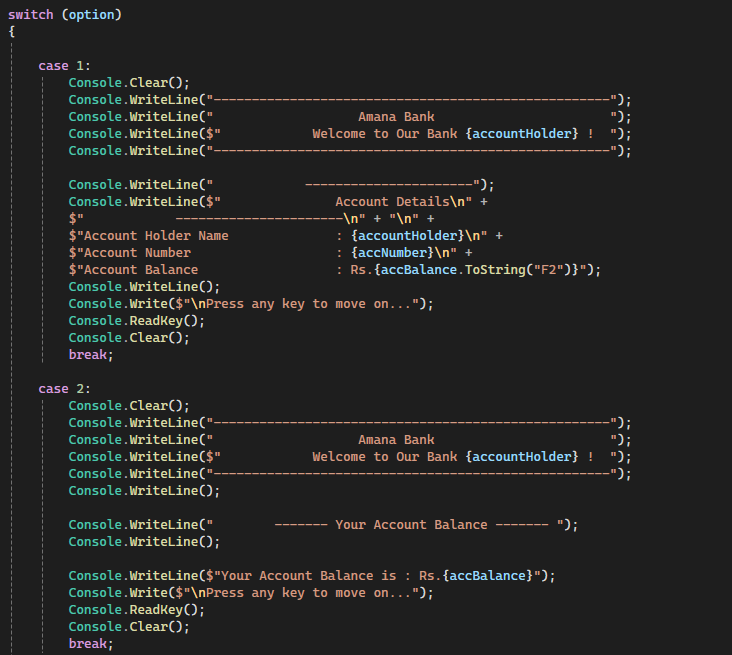 switch (option)
{
case 1:
Console.Clear();
Console.WriteLine("----------------------------------------------------");
Console.WriteLine("                   Amana Bank                       ");
Console.WriteLine($"            Welcome to Our Bank {accountHolder} !  ");
Console.WriteLine("----------------------------------------------------");
Console.WriteLine("            ----------------------");
Console.WriteLine($"               Account Details\n" +
$"            ----------------------\n" + "\n" +
$"Account Holder Name              : {accountHolder}\n" +
$"Account Number                   : {accNumber}\n" +
$"Account Balance                  : Rs.{accBalance.ToString("F2")}");
Console.WriteLine();
Console.Write($"\nPress any key to move on...");
Console.ReadKey();
Console.Clear();
break;
case 2:
Console.Clear();
Console.WriteLine("----------------------------------------------------");
Console.WriteLine("                   Amana Bank                       ");
Console.WriteLine($"            Welcome to Our Bank {accountHolder} !  ");
Console.WriteLine("----------------------------------------------------");
Console.WriteLine();
Console.WriteLine("        ------- Your Account Balance ------- ");
Console.WriteLine();
Console.WriteLine($"Your Account Balance is : Rs.{accBalance}");
Console.Write($"\nPress any key to move on...");
Console.ReadKey();
Console.Clear();
break;